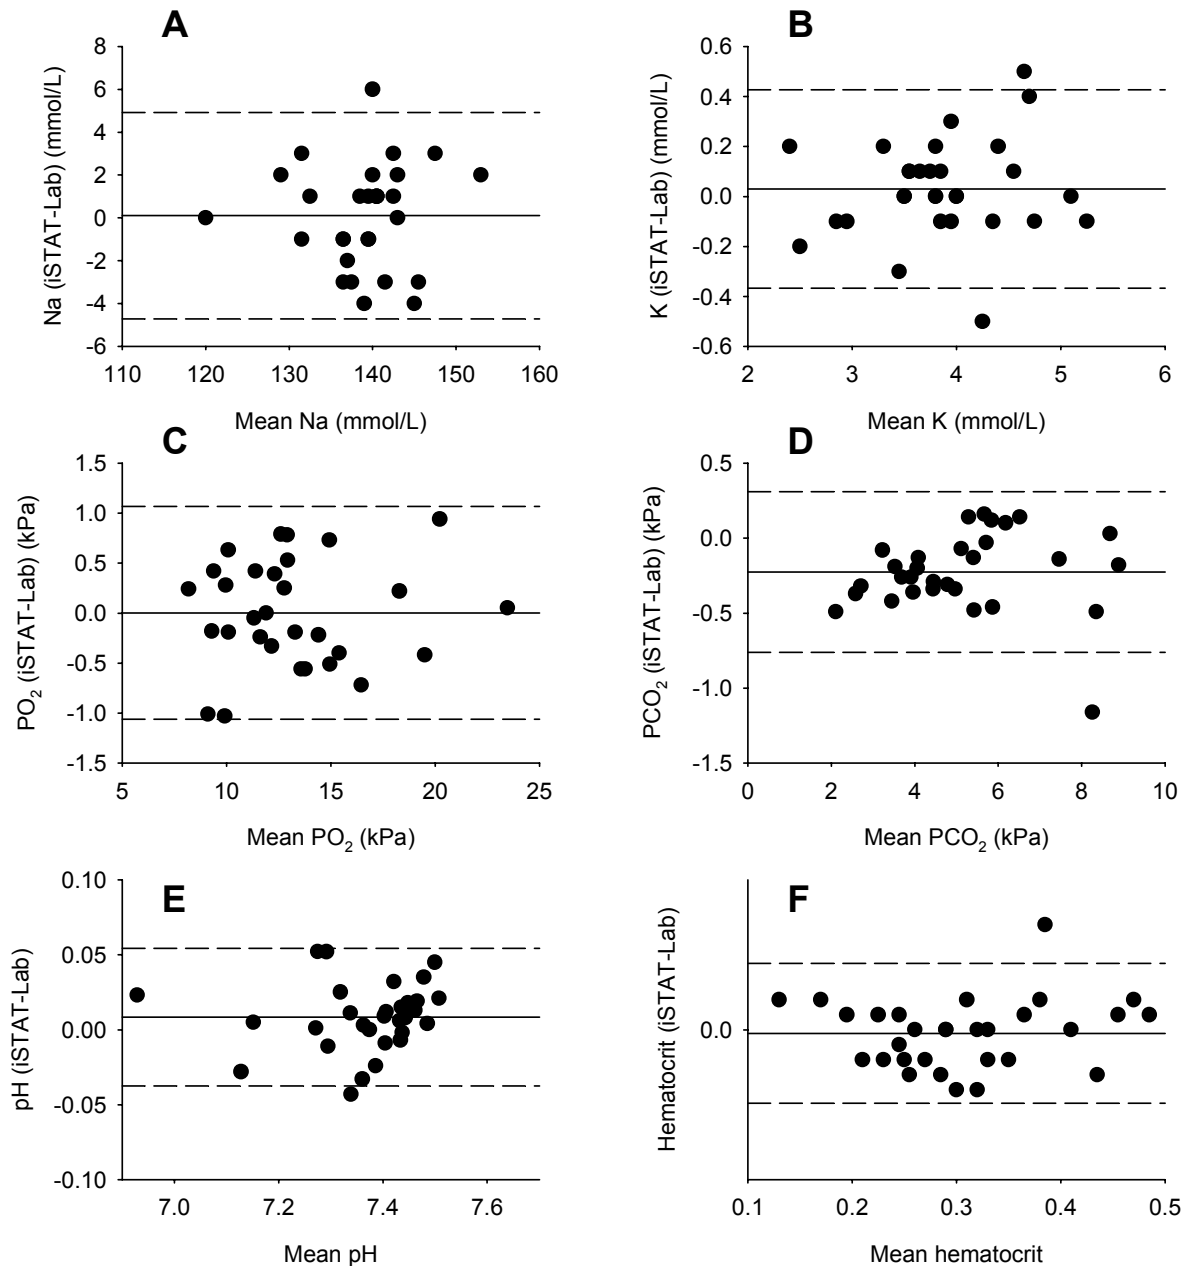 A
8
6
4
2
0
-2
-4
-6
Na (iSTAT-Lab) (mmol/L)
110 120 130 140 150 160
Mean Na (mmol/L)
B
0.6
0.4
0.2
0.0
-0.2
-0.4
-0.6
K (iSTAT-Lab) (mmol/L)
2 3 4 5 6
Mean K (mmol/L)
C
1.5
1.0
0.5
0.0
-0.5
-1.0
-1.5
PO₂ (iSTAT-Lab) (kPa)
5 10 15 20 25
Mean PO₂ (kPa)
D
0.5
0.0
-0.5
-1.0
-1.5
PCO₂ (iSTAT-Lab) (kPa)
0 2 4 6 8 10
Mean PCO₂ (kPa)
E
0.10
0.05
0.00
-0.05
-0.10
pH (iSTAT-Lab)
7.0 7.2 7.4 7.6
Mean pH
F
0.0
Hematocrit (iSTAT-Lab)
0.1 0.2 0.3 0.4 0.5
Mean hematocrit